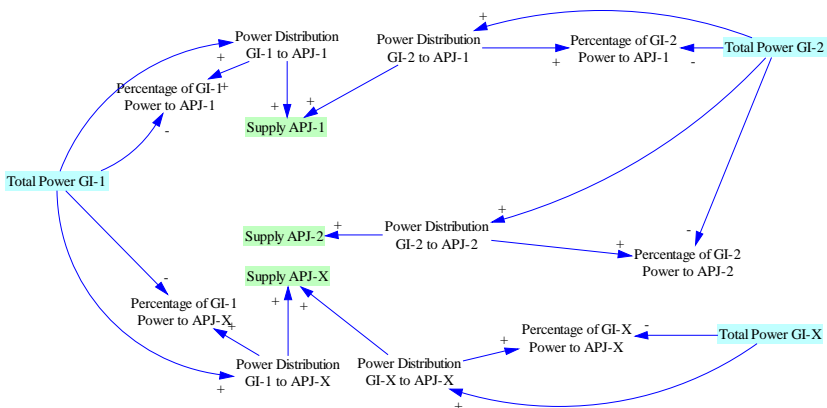 Power Distribution
GI-1 to APJ-1
Power Distribution
GI-2 to APJ-1
+
Percentage of GI-2
Power to APJ-1
Total Power GI-2
+
+
-
Percentage of GI-1
Power to APJ-1
+
-
+
+
Supply APJ-1
Total Power GI-1
Supply APJ-2
+
Power Distribution
GI-2 to APJ-2
+
+
-
Percentage of GI-2
Power to APJ-2
Supply APJ-X
-
Percentage of GI-1
Power to APJ-X
+
+
+
Power Distribution
GI-1 to APJ-X
+
Power Distribution
GI-X to APJ-X
+
+
Percentage of GI-X
Power to APJ-X
-
Total Power GI-X